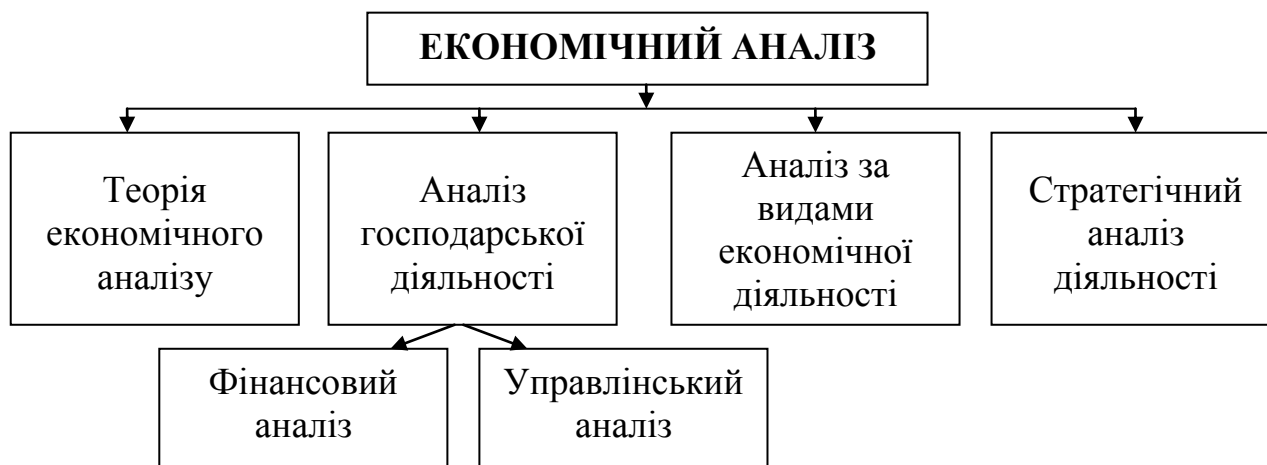 ЕКОНОМІЧНИЙ АНАЛІЗ
Теорія
економічного
аналізу
Аналіз
господарської
діяльності
Аналіз за
видами
економічної
діяльності
Стратегічний
аналіз
діяльності
Фінансовий
аналіз
Управлінський
аналіз